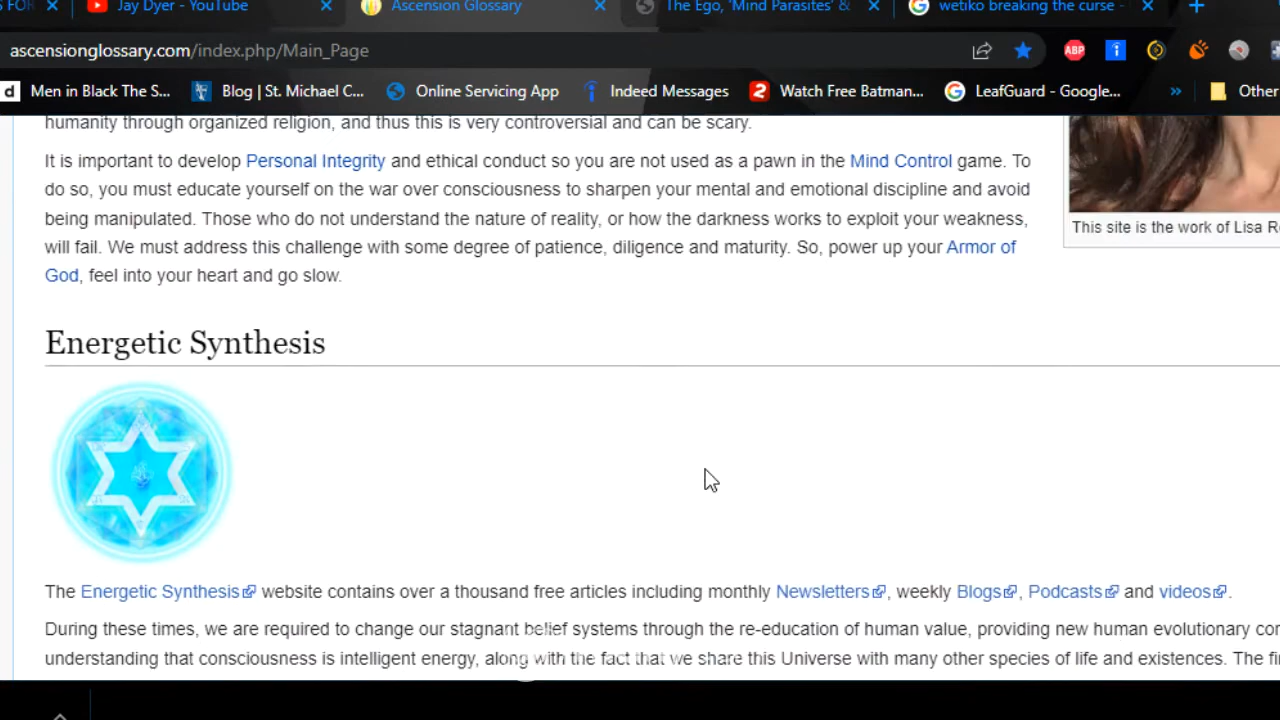 S FOR
Jay Dyer - YouTube
Ascension Glossary
The Ego, 'Mind Parasites' &
wetiko breaking the curse -
ascensionglossary.com/index.php/Main_Page
ABP
d Men in Black The S...
Blog | St. Michael C...
Online Servicing App
Indeed Messages
2 Watch Free Batman...
LeafGuard - Google...
»
Other
humanity through organized religion, and thus this is very controversial and can be scary.
It is important to develop Personal Integrity and ethical conduct so you are not used as a pawn in the Mind Control game. To
do so, you must educate yourself on the war over consciousness to sharpen your mental and emotional discipline and avoid
being manipulated. Those who do not understand the nature of reality, or how the darkness works to exploit your weakness,
will fail. We must address this challenge with some degree of patience, diligence and maturity. So, power up your Armor of
God, feel into your heart and go slow.
This site is the work of Lisa R
Energetic Synthesis
The Energetic Synthesis website contains over a thousand free articles including monthly Newsletters, weekly Blogs, Podcasts and videos.
During these times, we are required to change our stagnant belief systems through the re-education of human value, providing new human evolutionary co
understanding that consciousness is intelligent energy, along with the fact that we share this Universe with many other species of life and existences. The fi